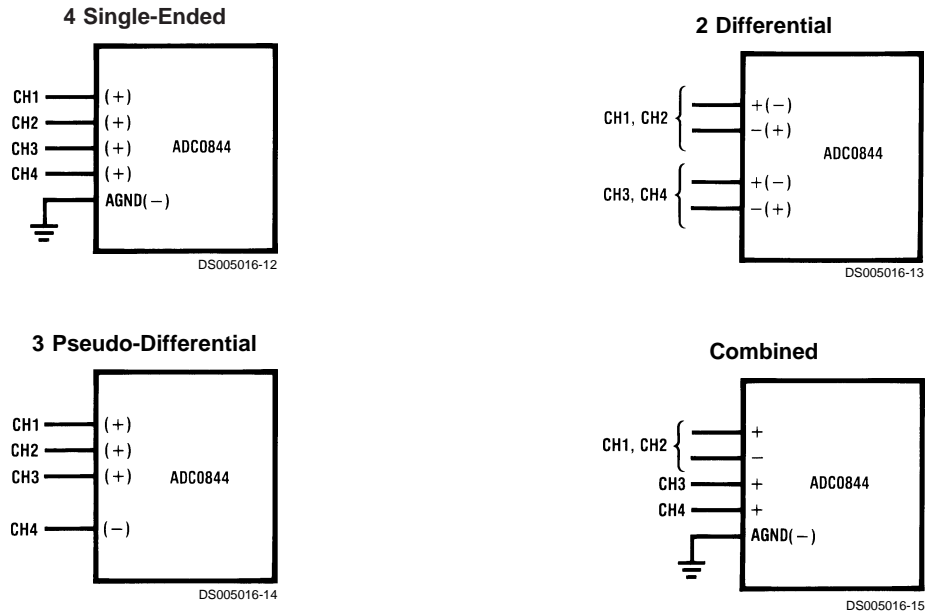 4 Single-Ended
CH1 (+)
CH2 (+)
CH3 (+) ADC0844
CH4 (+)
AGND(−)
DS005016-12
2 Differential
CH1, CH2 +(−)
−(+)
ADC0844
CH3, CH4 +(−)
−(+)
DS005016-13
3 Pseudo-Differential
CH1 (+)
CH2 (+)
CH3 (+) ADC0844
CH4 (−)
DS005016-14
Combined
CH1, CH2 +
−
CH3 + ADC0844
CH4 +
AGND(−)
DS005016-15